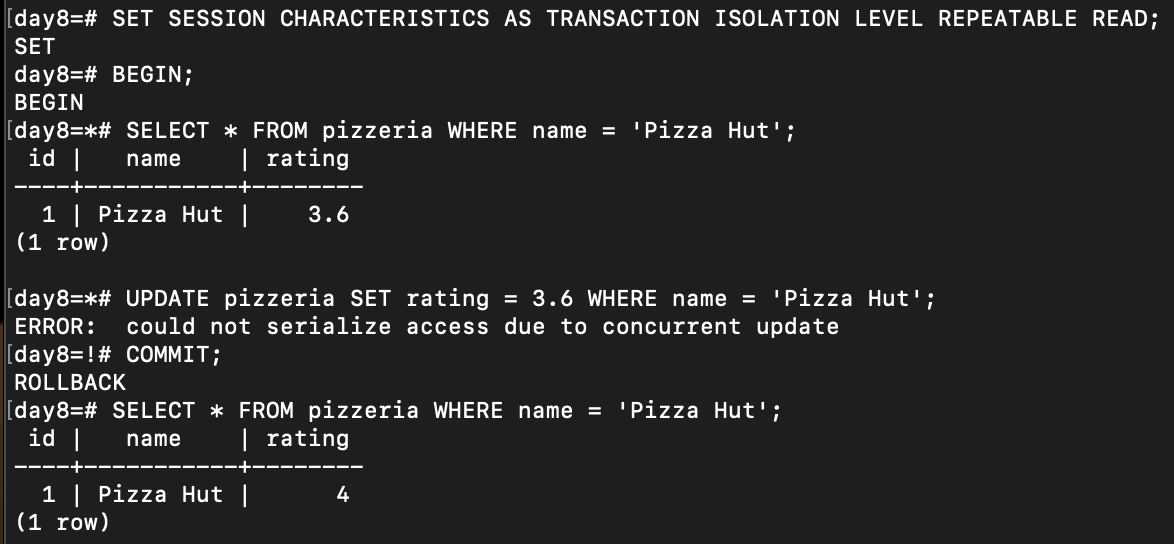 [day8=# SET SESSION CHARACTERISTICS AS TRANSACTION ISOLATION LEVEL REPEATABLE READ;
SET
day8=# BEGIN;
BEGIN
[day8=*# SELECT * FROM pizzeria WHERE name = 'Pizza Hut';
 id |   name    | rating
----+-----------+--------
  1 | Pizza Hut |    3.6
(1 row)

[day8=*# UPDATE pizzeria SET rating = 3.6 WHERE name = 'Pizza Hut';
ERROR:  could not serialize access due to concurrent update
[day8=!# COMMIT;
ROLLBACK
[day8=# SELECT * FROM pizzeria WHERE name = 'Pizza Hut';
 id |   name    | rating
----+-----------+--------
  1 | Pizza Hut |      4
(1 row)